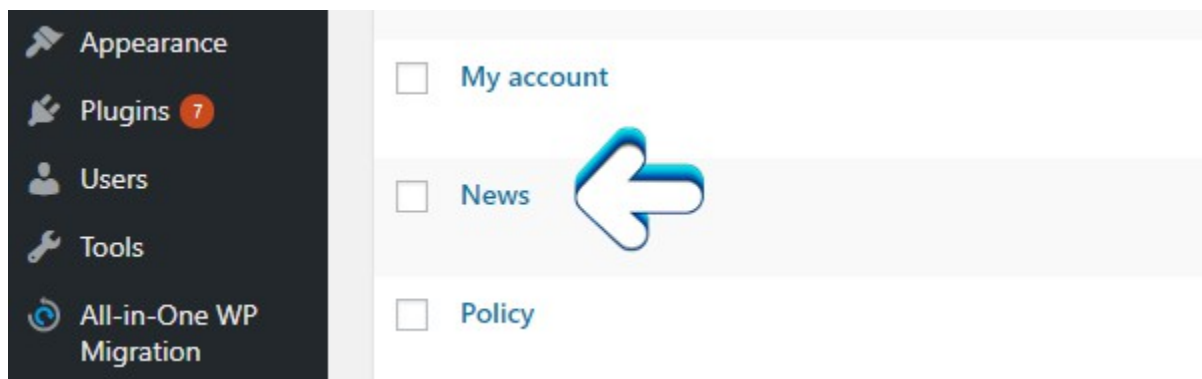 Appearance
Plugins 7
Users
Tools
All-in-One WP
Migration
My account
News
Policy